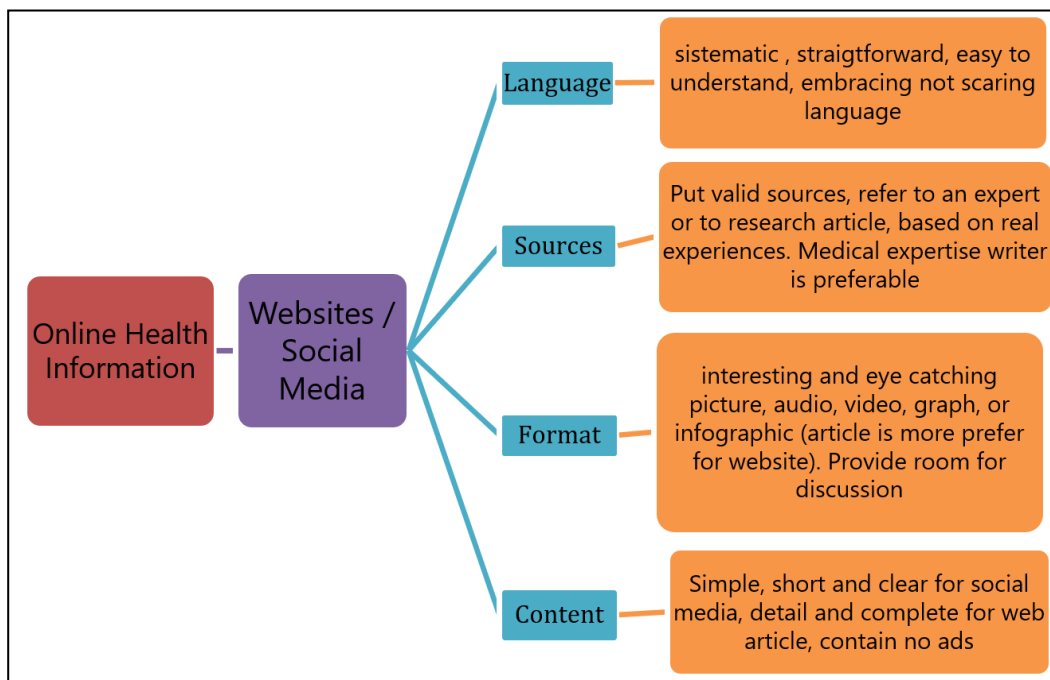 Online Health
Information
Websites /
Social
Media
Language
sistematic , straigtforward, easy to
understand, embracing not scaring
language
Sources
Put valid sources, refer to an expert
or to research article, based on real
experiences. Medical expertise writer
is preferable
Format
interesting and eye catching
picture, audio, video, graph, or
infographic (article is more prefer
for website). Provide room for
discussion
Content
Simple, short and clear for social
media, detail and complete for web
article, contain no ads